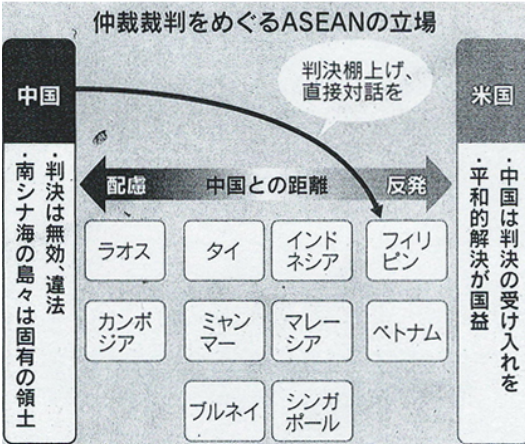 仲裁裁判をめぐるASEANの立場
中国
・判決は無効、違法
・南シナ海の島々は固有の領土
判決棚上げ、
直接対話を
米国
・中国は判決の受け入れを
・平和的解決が国益
配慮 中国との距離 反発
ラオス
タイ
インド
ネシア
フィリ
ピン
カンボ
ジア
ミャン
マー
マレー
シア
ベトナム
ブルネイ
シンガ
ポール